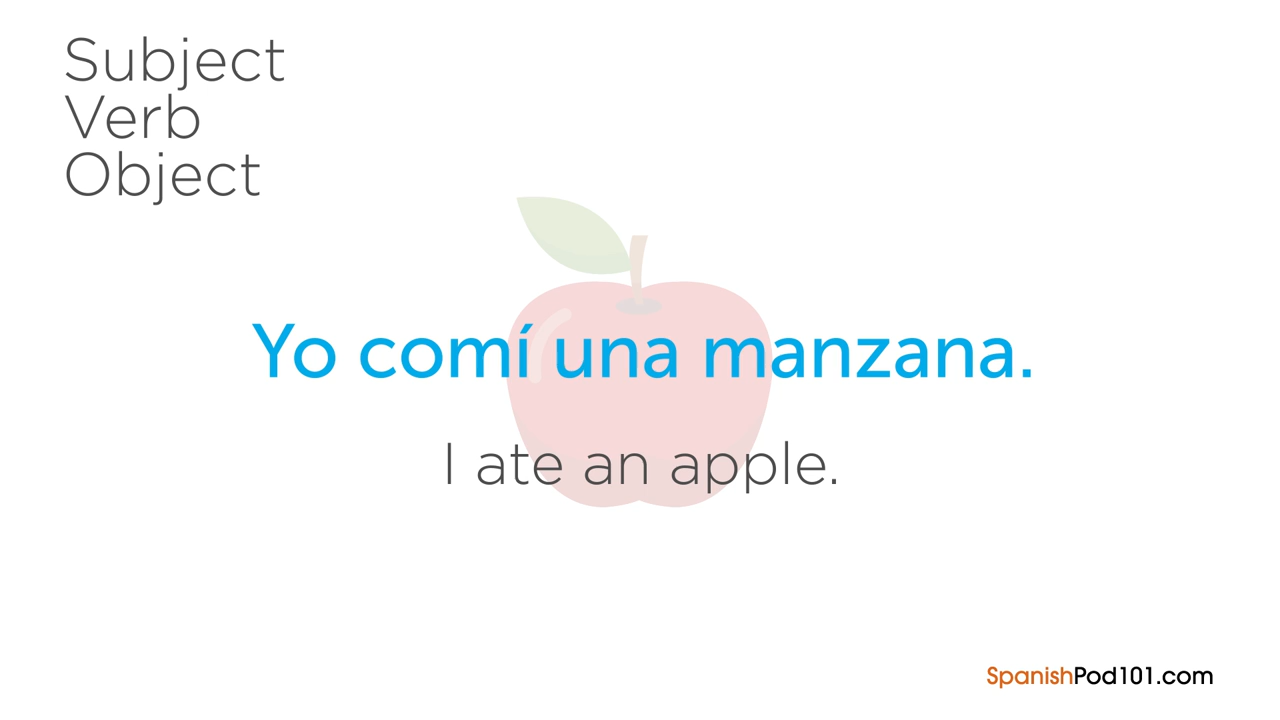 Subject
Verb
Object
Yo comí una manzana.
I ate an apple.
SpanishPod101.com